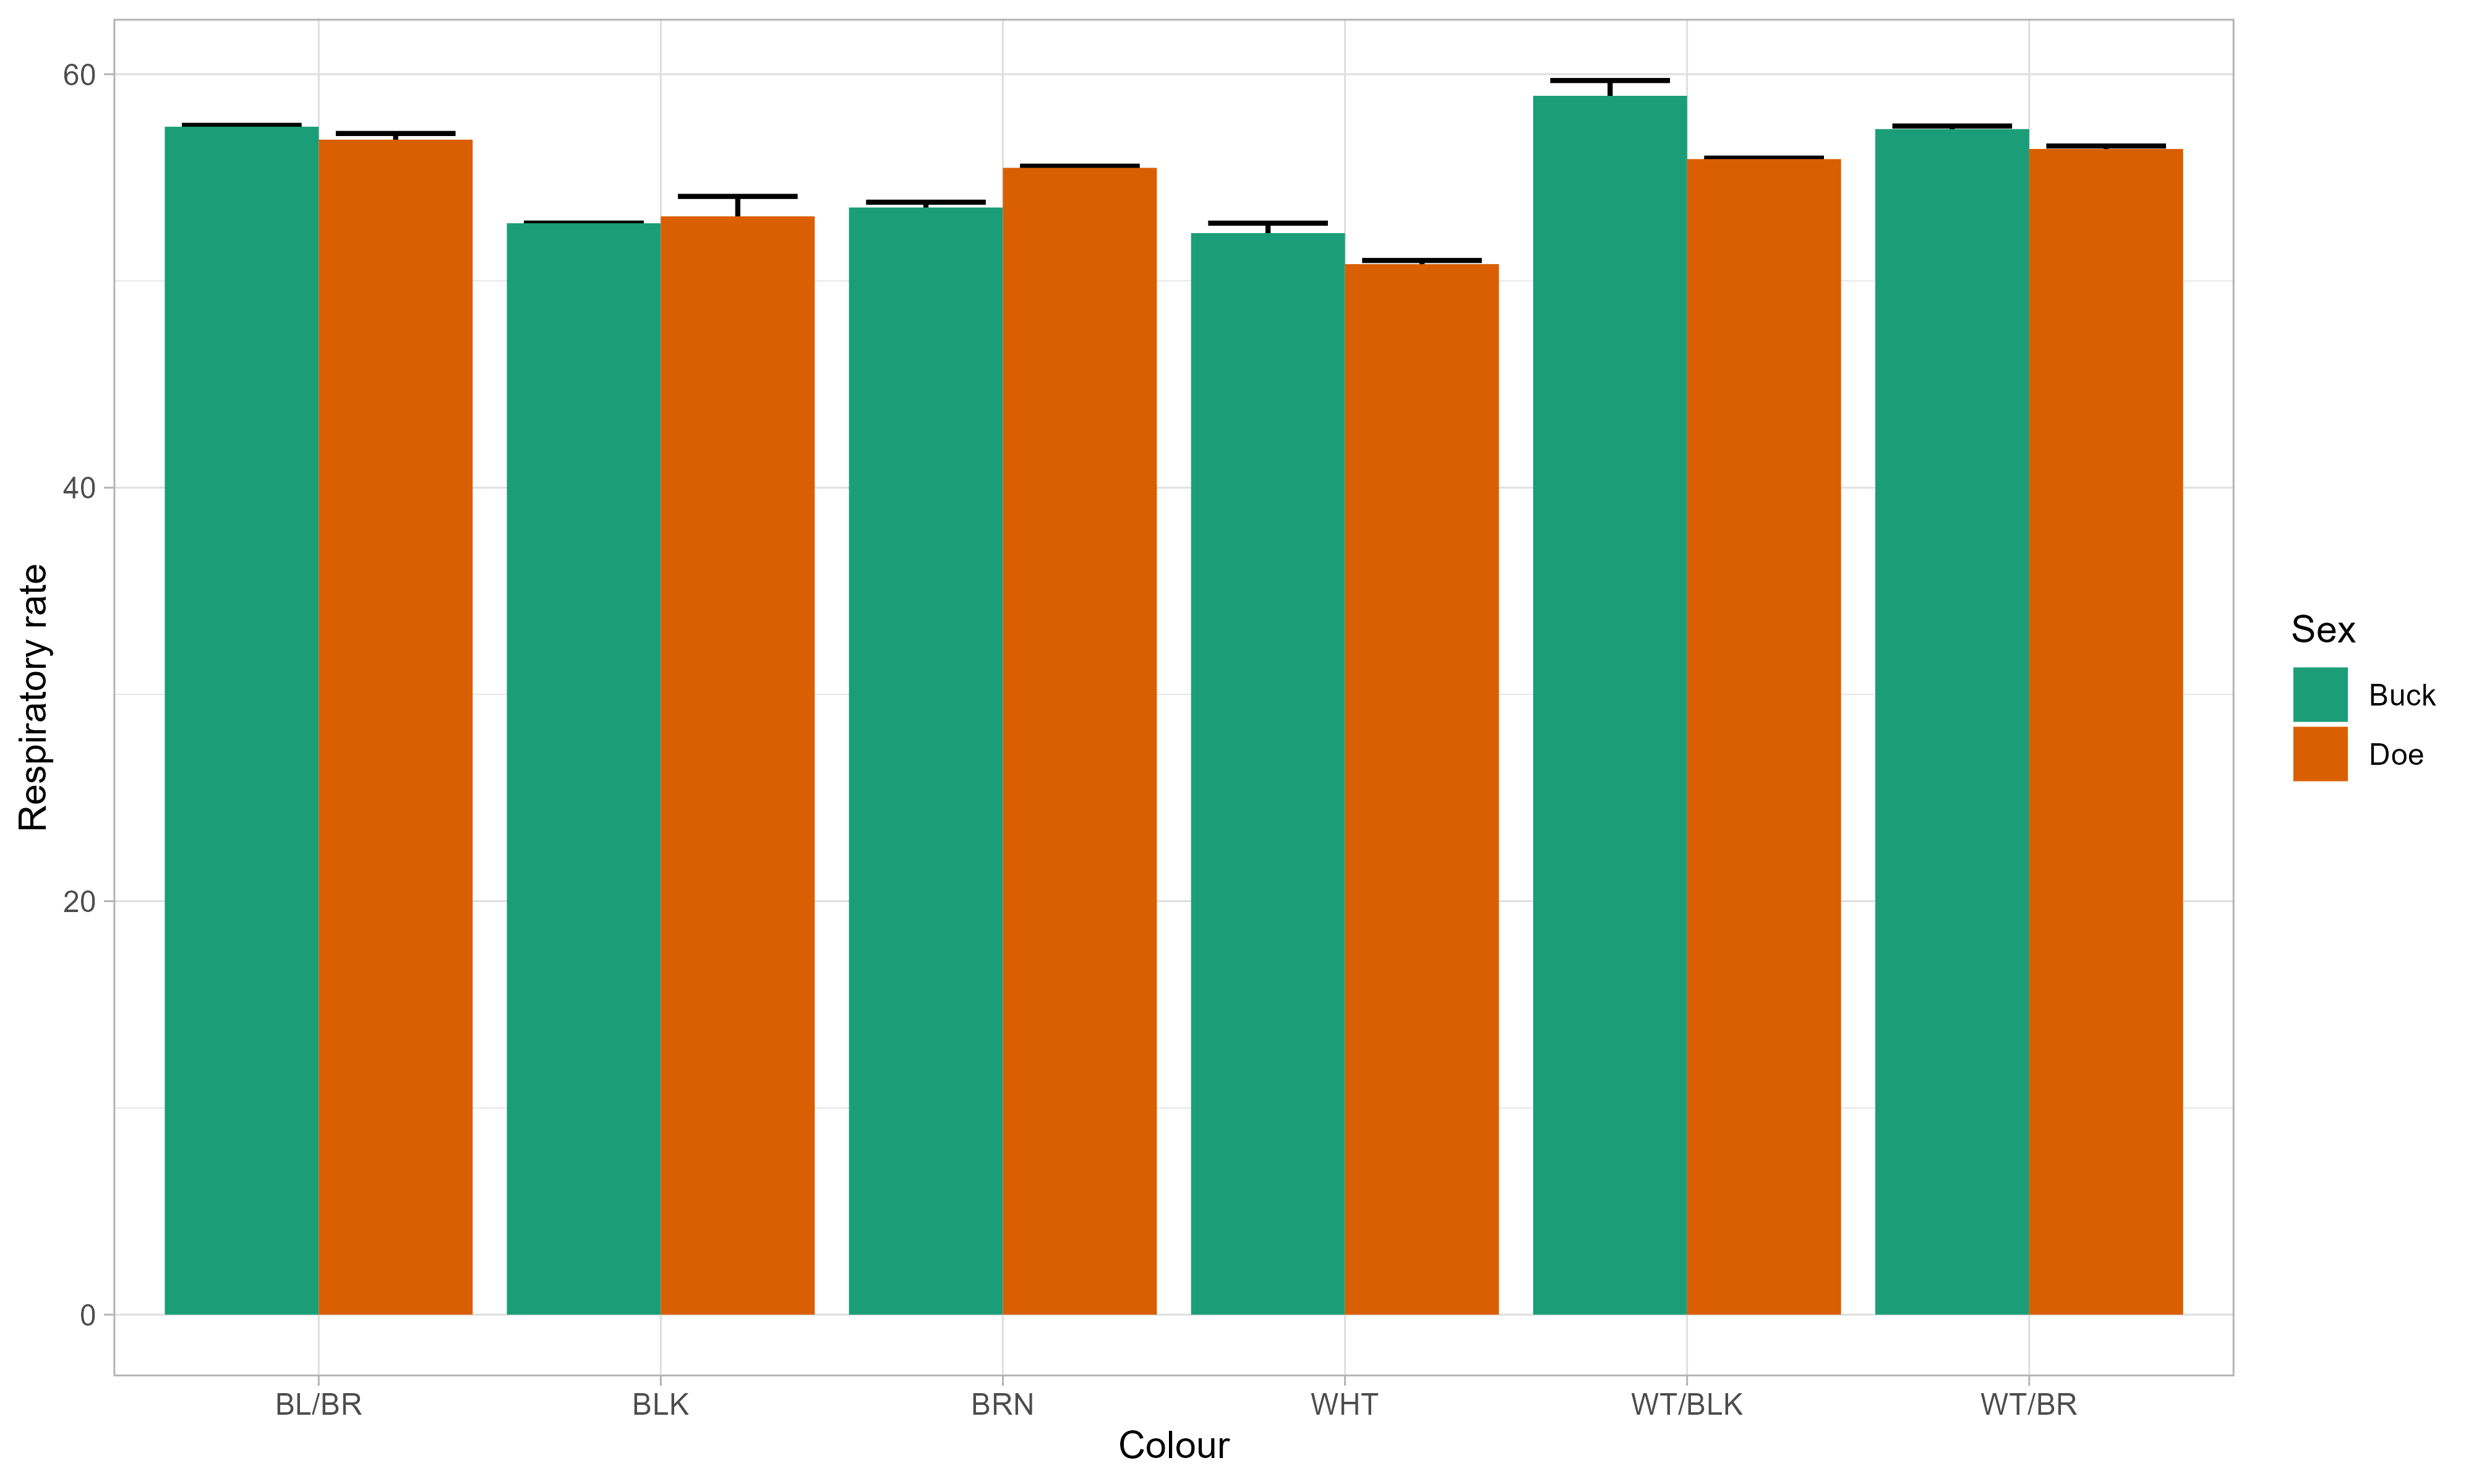 60
40
20
0
Respiratory rate
BL/BR BLK BRN WHT WT/BLK WT/BR
Colour
Sex
Buck
Doe